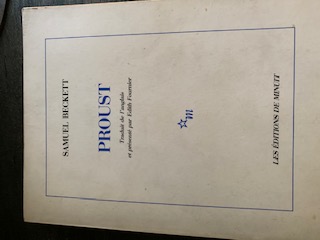 SAMUEL BECKETT
PROUST
Traduit de l'anglais
et présenté par Edith Fournier
m
LES ÉDITIONS DE MINUIT